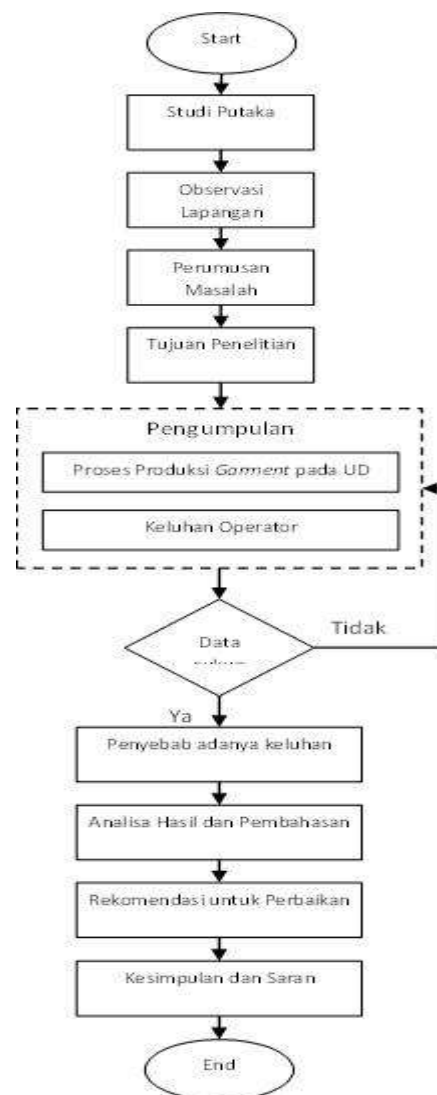 Start
Studi Putaka
Observasi
Lapangan
Perumusan
Masalah
Tujuan Penelitian
Pengumpulan
Proses Produksi Garment pada UD
Keluhan Operator
Data
Tidak
Ya
Penyebab adanya keluhan
Analisa Hasil dan Pembahasan
Rekomendasi untuk Perbaikan
Kesimpulan dan Saran
End